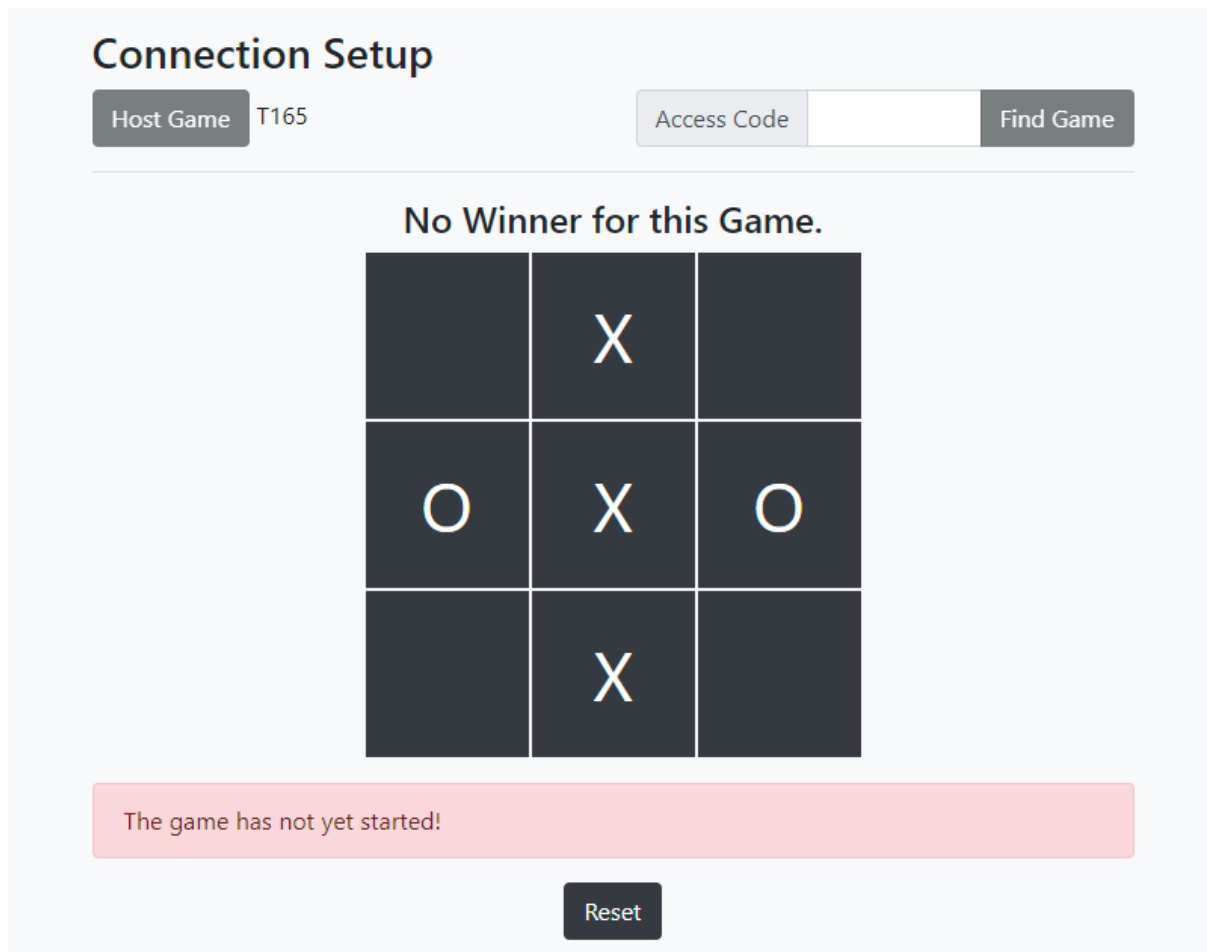 Connection Setup
Host Game T165 Access Code Find Game
No Winner for this Game.
X
O X O
X
The game has not yet started!
Reset